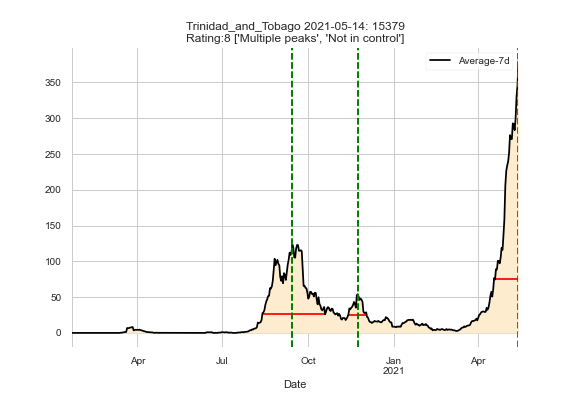 Trinidad_and_Tobago 2021-05-14: 15379
Rating:8 ['Multiple peaks', 'Not in control']
Average-7d
350
300
250
200
150
100
50
0
Apr
Jul
Oct
Jan
2021
Apr
Date